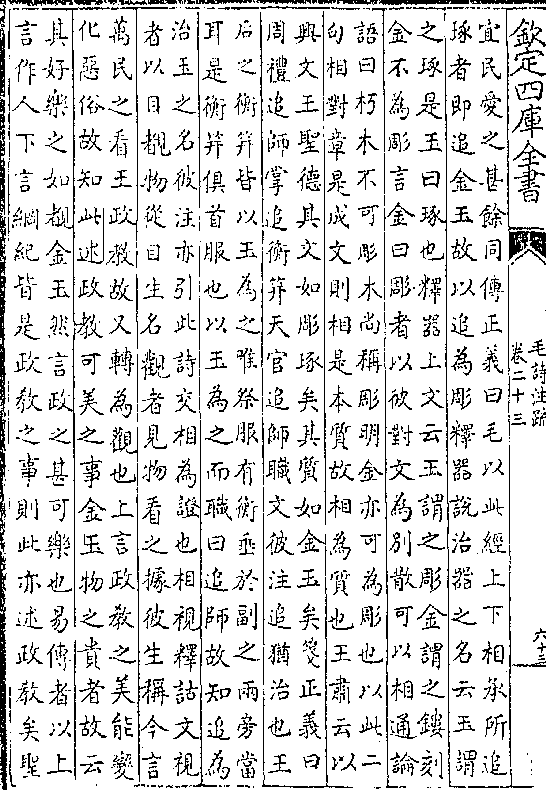 欽定四庫全書
毛詩注疏
卷二十三
六十三
宜民愛之甚餘同傳正義曰毛以此經上下相承所追
琢者即追金玉故以追為彫釋器說治器之名云玉謂
之琢是玉曰琢也釋器上文云玉謂之彫金謂之鏤刻
金不為彫言金曰彫者以彼對文為別散可以相通論
語曰朽木不可彫木尚稱彫明金亦可為彫也以此二
句相對章是成文則相是本質故相為質也王肅云以
興文王聖德其文如彫琢矣其質如金玉矣箋正義曰
周禮追師掌追衡筓天官追師職文彼注追猶治也王
后之衡筓皆以玉為之唯祭服有衡垂於副之兩旁當
耳是衡筓俱首服也以玉為之而職曰追師故知追為
治玉之名彼注亦引此詩交相為證也相視釋詁文視
者以目覩物從目生名觀者見物看之據彼生稱今言
萬民之看王政教故又轉為觀也上言政教之美能變
化惡俗故知此述政教可美之事金玉物之貴者故云
其好樂之如覩金玉然言政之甚可樂也易傳者以上
言作人下言綱紀皆是政教之事則此亦述政教矣聖